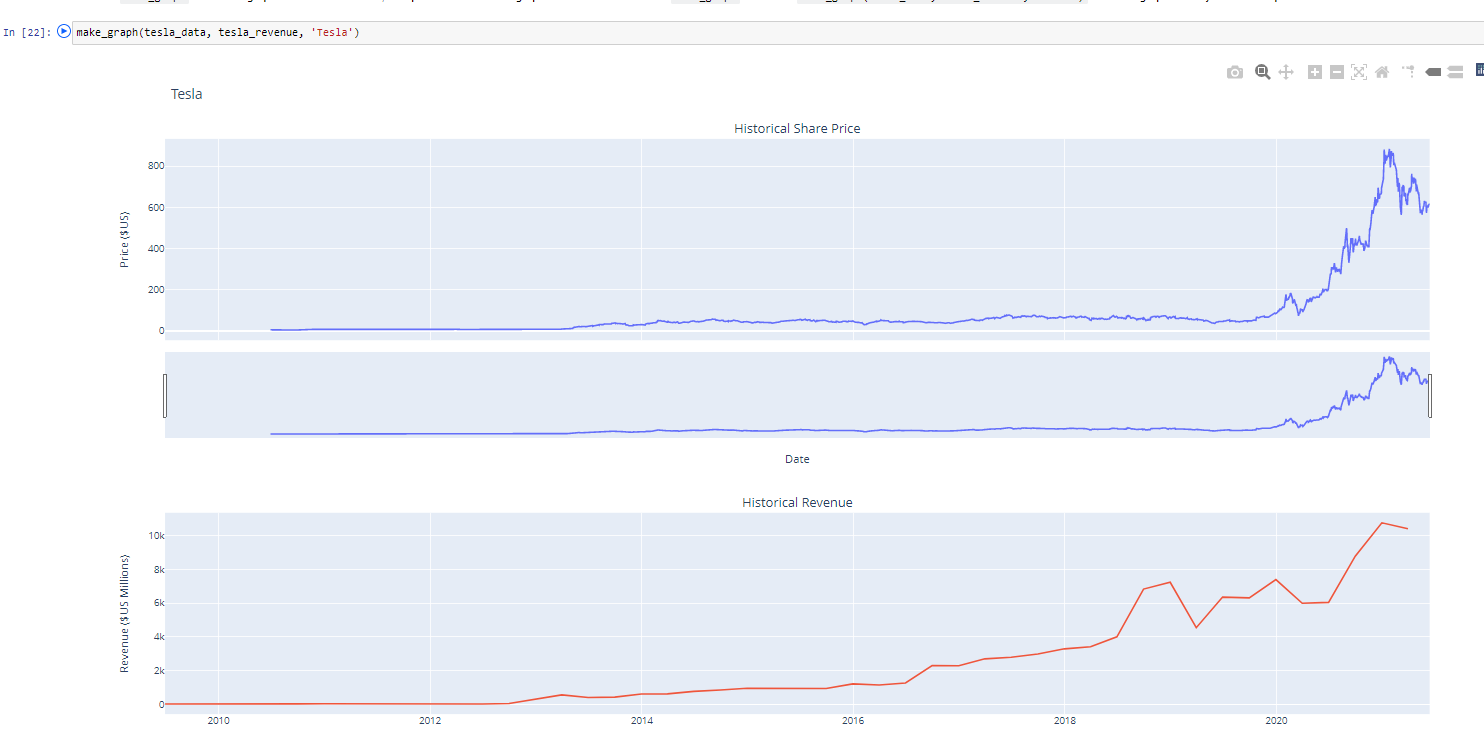 In [22]: make_graph(tesla_data, tesla_revenue, 'Tesla')
Tesla
Historical Share Price
800
600
400
200
0
Price ($US)
Date
Historical Revenue
10k
8k
6k
4k
2k
0
Revenue ($US Millions)
2010 2012 2014 2016 2018 2020